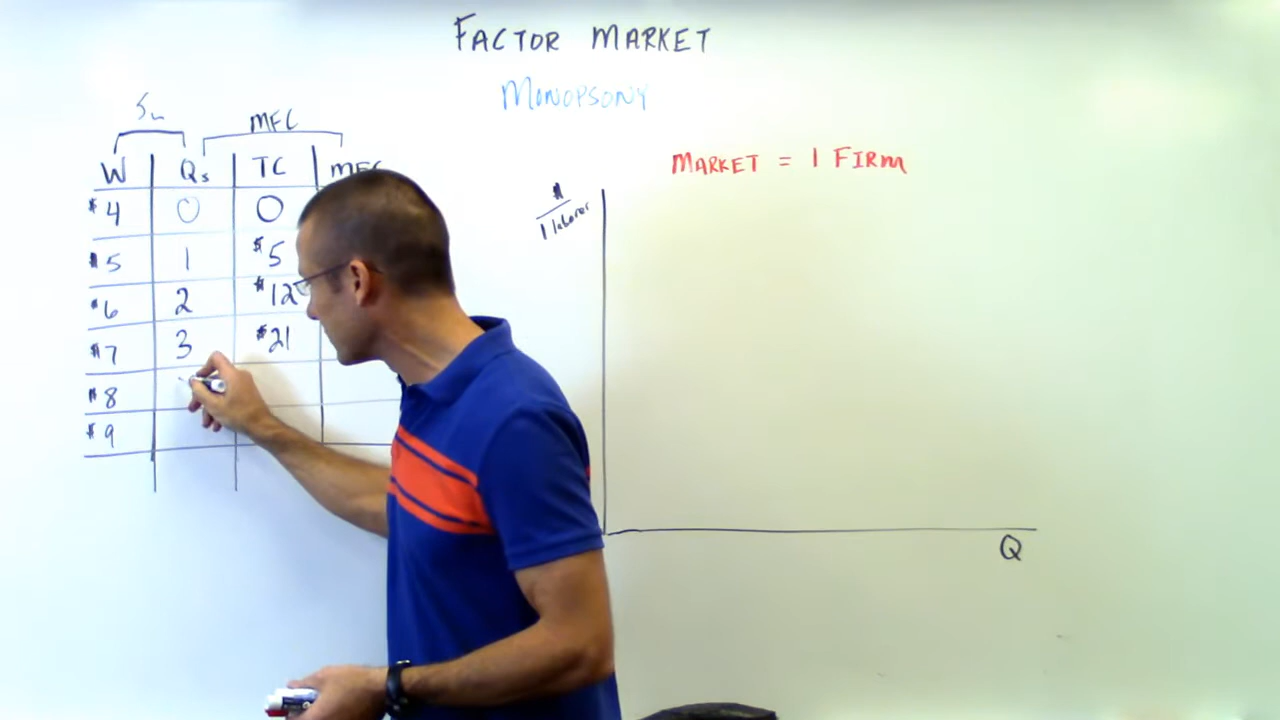 FACTOR MARKET
MONOPSONY
SL
MFC
W Qs TC MFC
$4 0 0
$5 1 $5
$6 2 $12
$7 3 $21
$8
$9
MARKET = 1 FIRM
$
1 laborer
Q